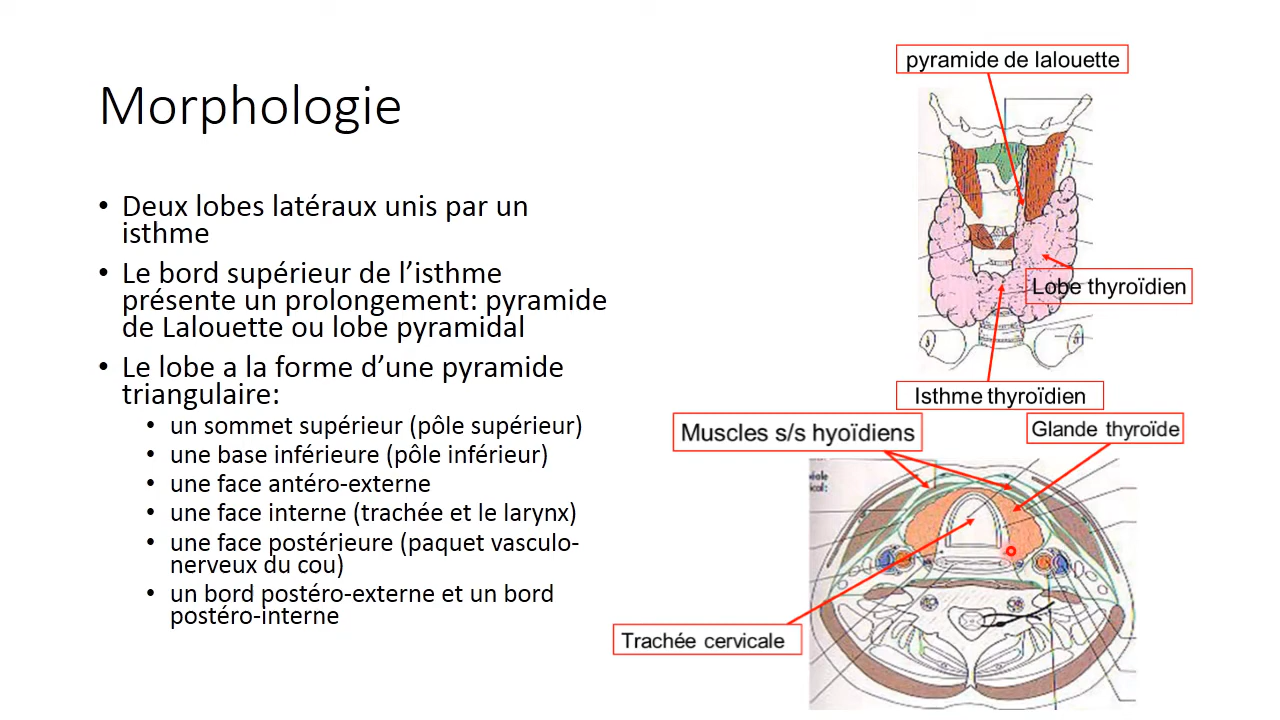 Morphologie
• Deux lobes latéraux unis par un
isthme
• Le bord supérieur de l’isthme
présente un prolongement: pyramide
de Lalouette ou lobe pyramidal
• Le lobe a la forme d’une pyramide
triangulaire:
• un sommet supérieur (pôle supérieur)
• une base inférieure (pôle inférieur)
• une face antéro-externe
• une face interne (trachée et le larynx)
• une face postérieure (paquet vasculo-
nerveux du cou)
• un bord postéro-externe et un bord
postéro-interne
pyramide de lalouette
Lobe thyroïdien
Isthme thyroïdien
Muscles s/s hyoïdiens
Glande thyroïde
Trachée cervicale